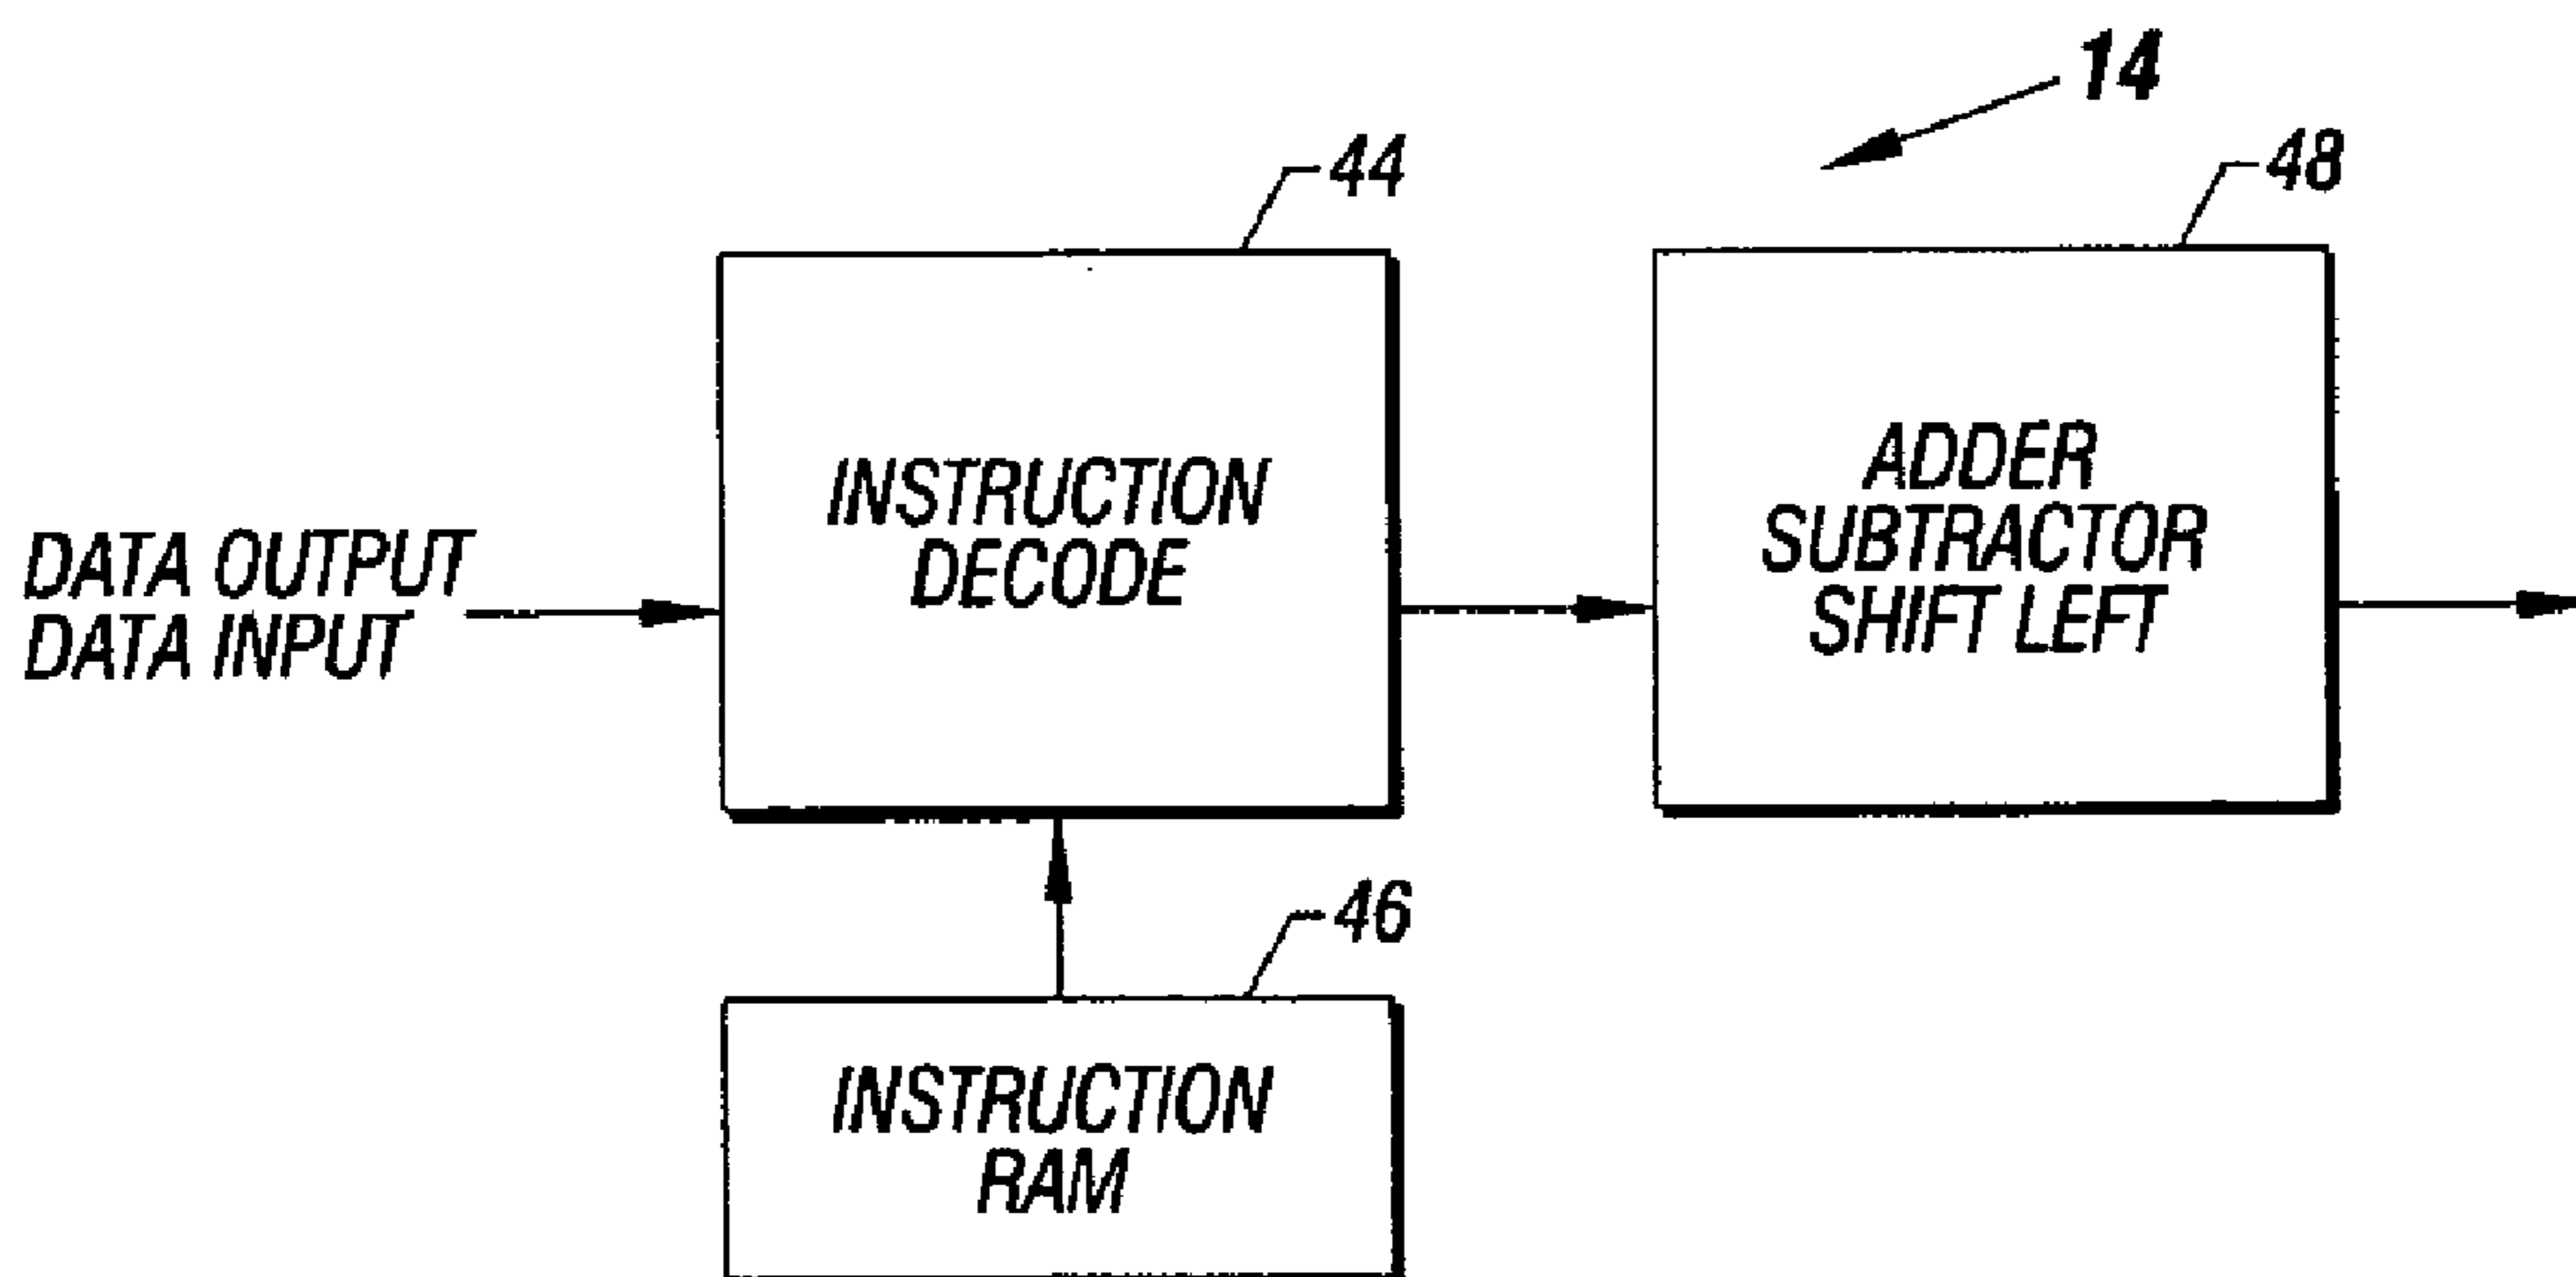 14
44
48
INSTRUCTION
DECODE
ADDER
SUBTRACTOR
SHIFT LEFT
DATA OUTPUT
DATA INPUT
46
INSTRUCTION
RAM